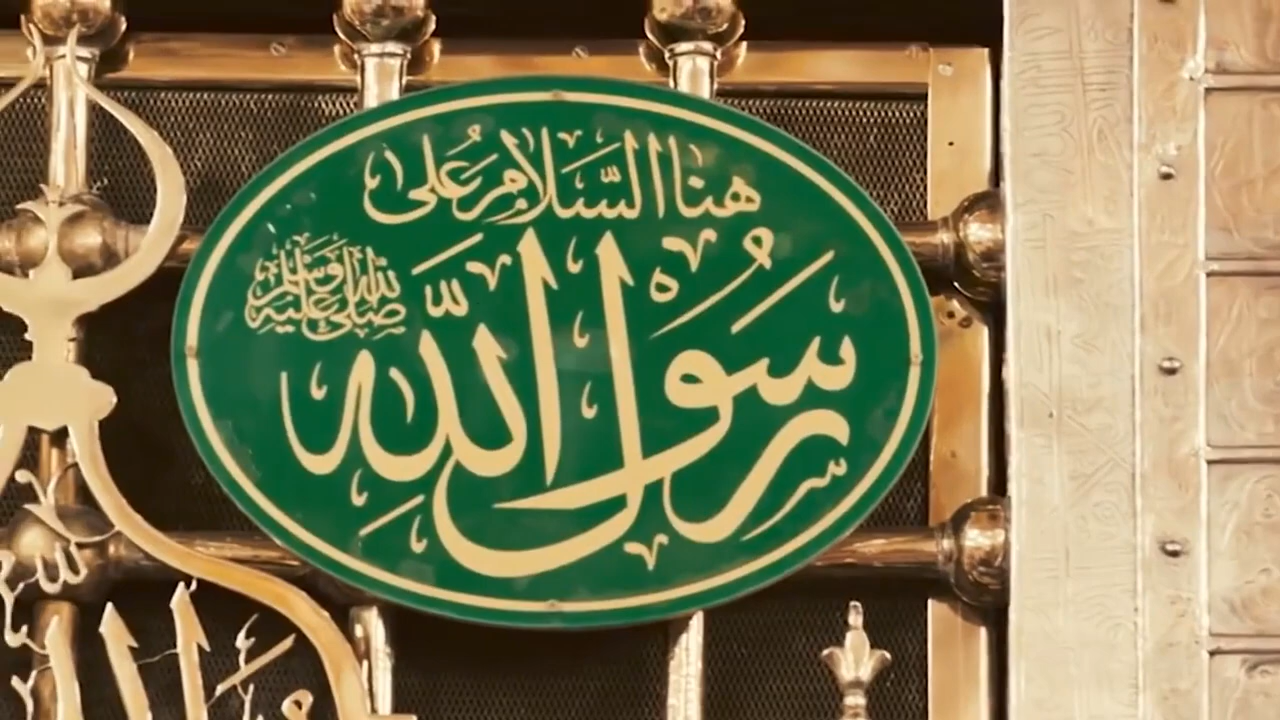 هنا السلام على
رسول الله
صلى الله عليه وسلم